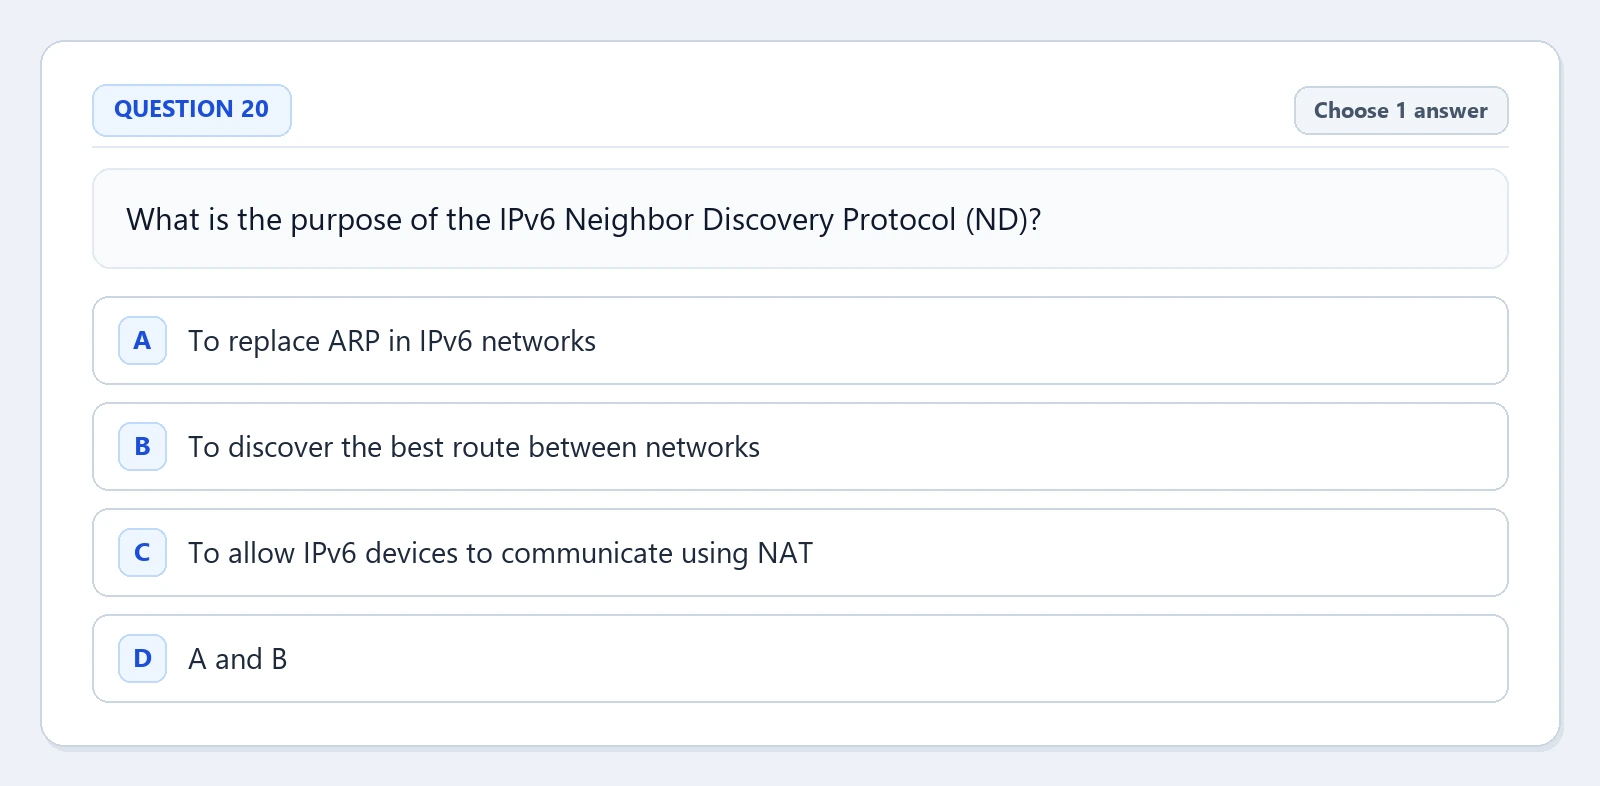 QUESTION 20
Choose 1 answer
What is the purpose of the IPv6 Neighbor Discovery Protocol (ND)?
A To replace ARP in IPv6 networks
B To discover the best route between networks
C To allow IPv6 devices to communicate using NAT
D A and B